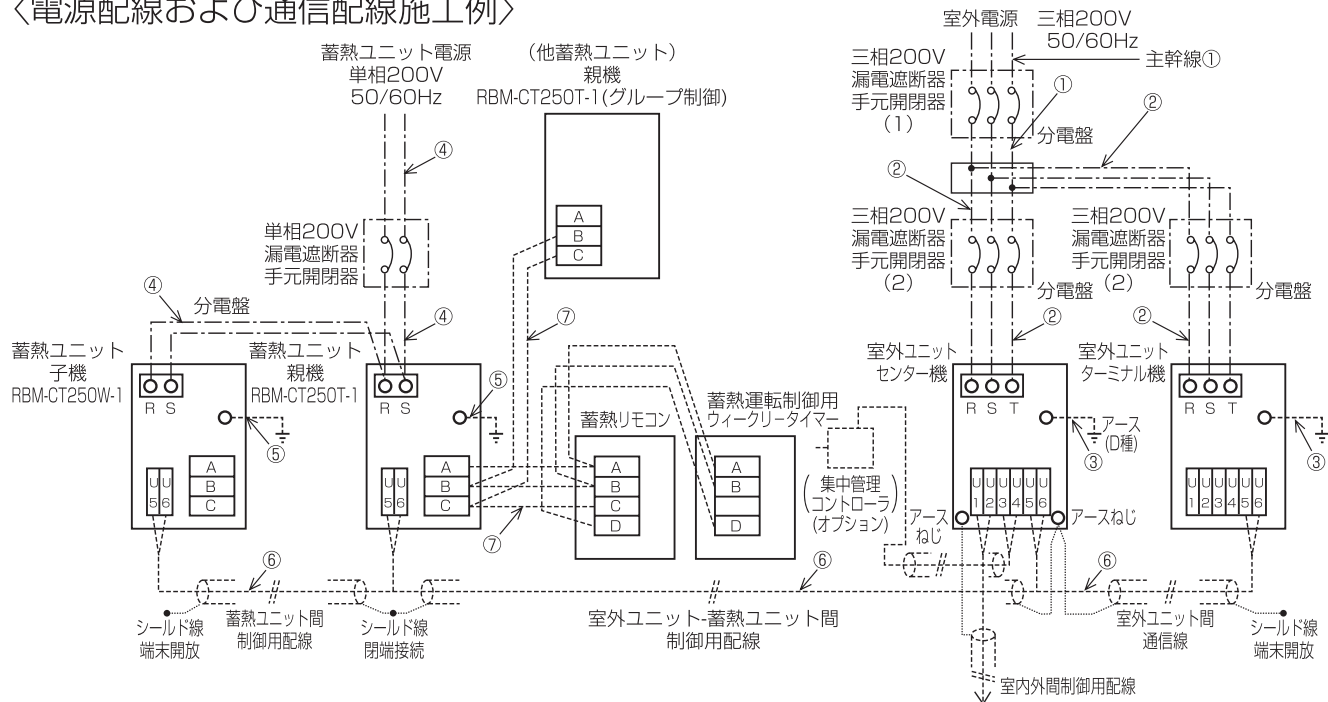 〈電源配線および通信配線施工例〉
蓄熱ユニット電源
単相200V
50/60Hz
(他蓄熱ユニット)
親機
RBM-CT250T-1(グループ制御)
室外電源 三相200V
50/60Hz
主幹線①
三相200V
漏電遮断器
手元開閉器
(1)
分電盤
①
②
②
④
A
B
C
単相200V
漏電遮断器
手元開閉器
分電盤
三相200V
漏電遮断器
手元開閉器
(2)
分電盤
三相200V
漏電遮断器
手元開閉器
(2)
分電盤
④
④
⑦
②
②
蓄熱ユニット
子機
RBM-CT250W-1
蓄熱ユニット
親機
RBM-CT250T-1
室外ユニット
センター機
室外ユニット
ターミナル機
R S
R S
R S T
R S T
⑤
⑤
アース
(D種)
③
③
蓄熱リモコン
蓄熱運転制御用
ウィークリータイマー
集中管理
コントローラ
(オプション)
U5 U6
A
B
C
U5 U6
A
B
C
A
B
C
D
A
B
D
U1 U2 U3 U4 U5 U6
U1 U2 U3 U4 U5 U6
アース
ねじ
アースねじ
⑦
⑥
⑥
⑥
シールド線
端末開放
蓄熱ユニット間
制御用配線
シールド線
閉端接続
室外ユニット-蓄熱ユニット間
制御用配線
室外ユニット間
通信線
シールド線
端末開放
室内外間制御用配線